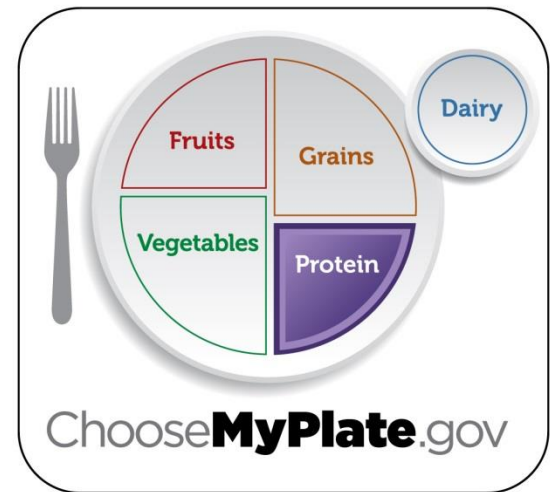 Dairy
Fruits
Grains
Vegetables
Protein
ChooseMyPlate.gov